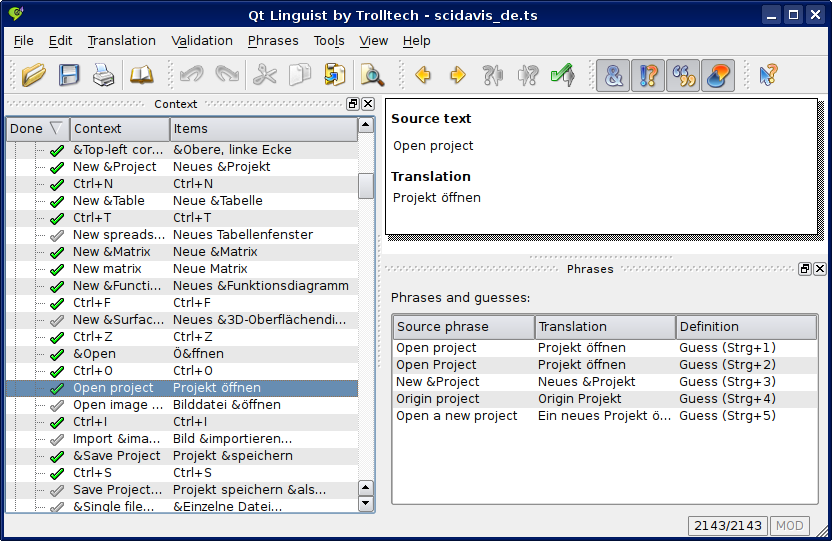 Qt Linguist by Trolltech - scidavis_de.ts
File Edit Translation Validation Phrases Tools View Help
Context
Done Context Items
&Top-left cor... &Obere, linke Ecke
New &Project Neues &Projekt
Ctrl+N Ctrl+N
New &Table Neue &Tabelle
Ctrl+T Ctrl+T
New spreads... Neues Tabellenfenster
New &Matrix Neue &Matrix
New matrix Neue Matrix
New &Functi... Neues &Funktionsdiagramm
Ctrl+F Ctrl+F
New &Surfac... Neues &3D-Oberflächendi...
Ctrl+Z Ctrl+Z
&Open Ö&ffnen
Ctrl+O Ctrl+O
Open project Projekt öffnen
Open image ... Bilddatei &öffnen
Ctrl+I Ctrl+I
Import &ima... Bild &importieren...
&Save Project Projekt &speichern
Ctrl+S Ctrl+S
Save Project... Projekt speichern &als...
&Single file... &Einzelne Datei...
Source text
Open project
Translation
Projekt öffnen
Phrases
Phrases and guesses:
Source phrase Translation Definition
Open project Projekt öffnen Guess (Strg+1)
Open Project Projekt öffnen Guess (Strg+2)
New &Project Neues &Projekt Guess (Strg+3)
Origin project Origin Projekt Guess (Strg+4)
Open a new project Ein neues Projekt ö... Guess (Strg+5)
2143/2143 MOD